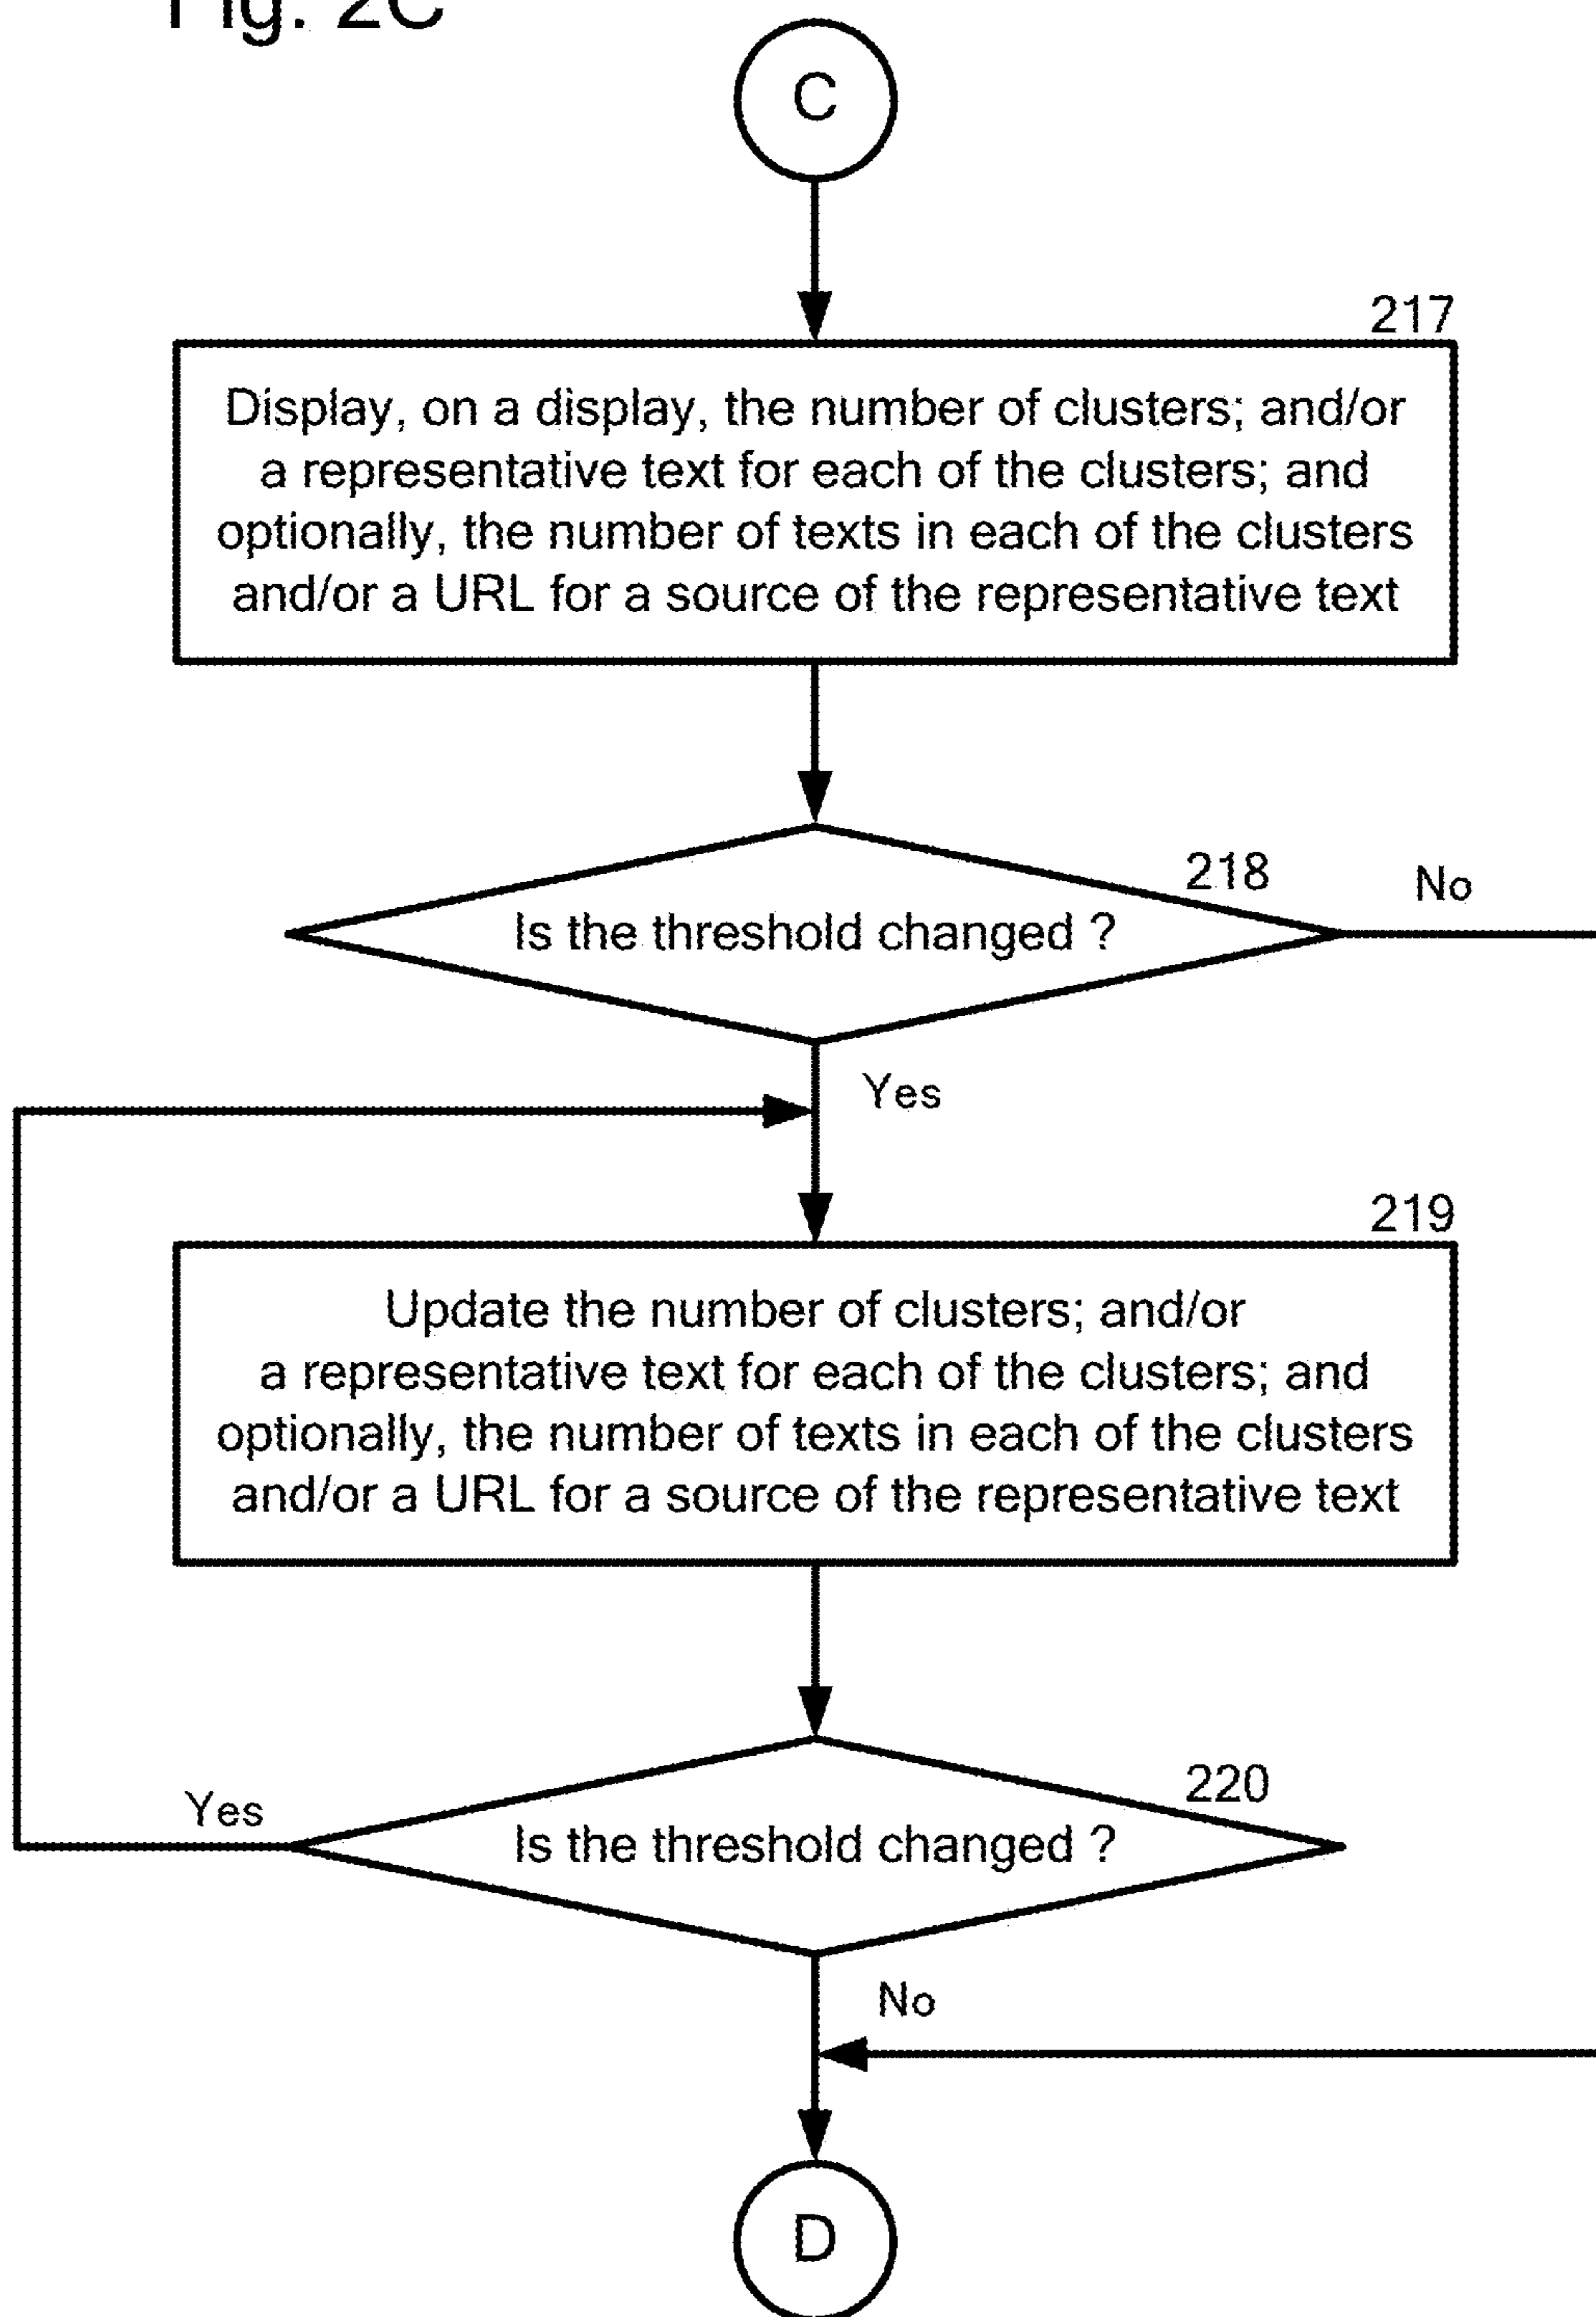 Fig. 2C
C
217
Display, on a display, the number of clusters; and/or
a representative text for each of the clusters; and
optionally, the number of texts in each of the clusters
and/or a URL for a source of the representative text
218
No
Is the threshold changed ?
Yes
219
Update the number of clusters; and/or
a representative text for each of the clusters; and
optionally, the number of texts in each of the clusters
and/or a URL for a source of the representative text
220
Yes
Is the threshold changed ?
No
D